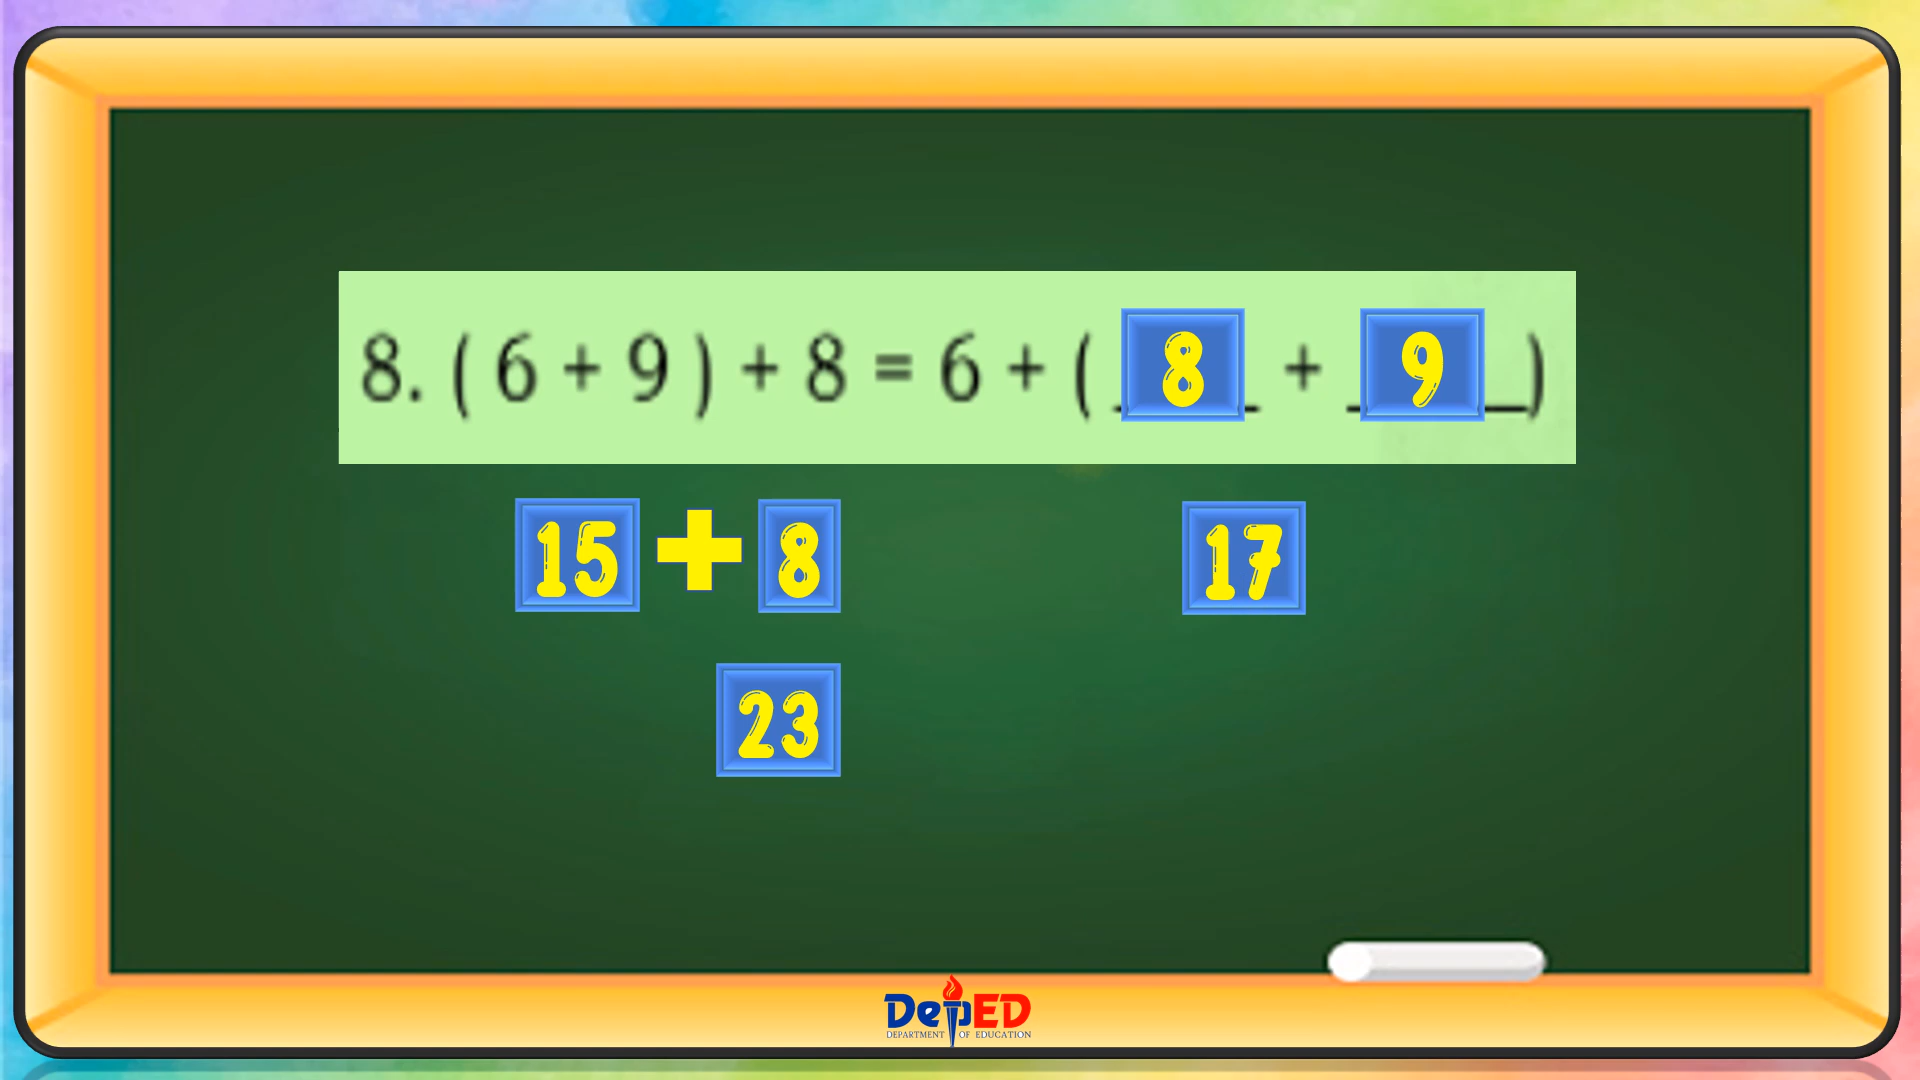 8. ( 6 + 9 ) + 8 = 6 + ( 8 + 9 )
15 + 8 17
23
DepED
DEPARTMENT OF EDUCATION